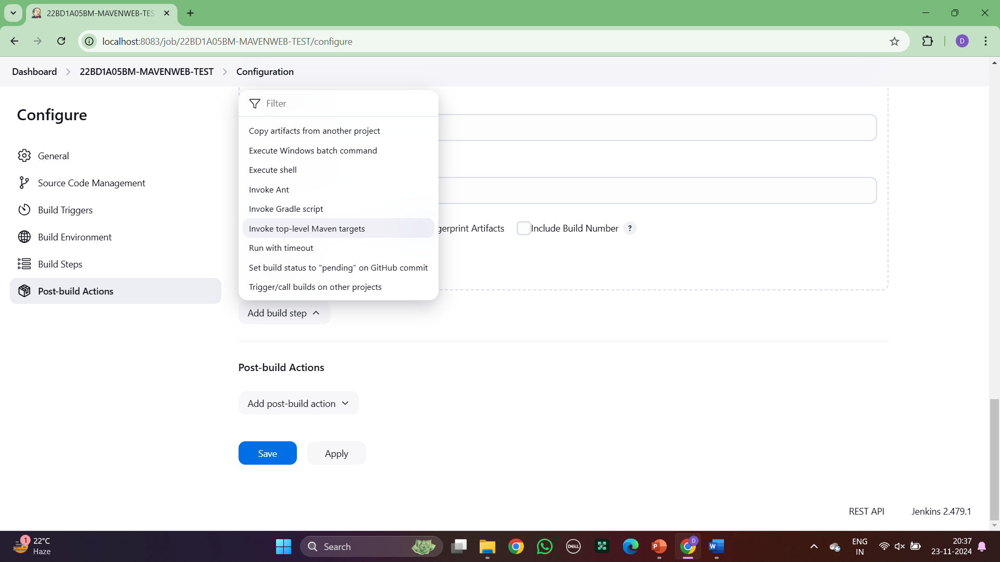 22BD1A05BM-MAVENWEB-TES
localhost:8083/job/22BD1A05BM-MAVENWEB-TEST/configure
D
Dashboard > 22BD1A05BM-MAVENWEB-TEST > Configuration
Configure
General
Source Code Management
Build Triggers
Build Environment
Build Steps
Post-build Actions
Filter
Copy artifacts from another project
Execute Windows batch command
Execute shell
Invoke Ant
Invoke Gradle script
Invoke top-level Maven targets
Run with timeout
Set build status to "pending" on GitHub commit
Trigger/call builds on other projects
gerprint Artifacts
Include Build Number ?
Add build step
Post-build Actions
Add post-build action
Save
Apply
REST API
Jenkins 2.479.1
1
22°C
Haze
Search
DELL
P
D
W
ENG
IN
20:37
23-11-2024